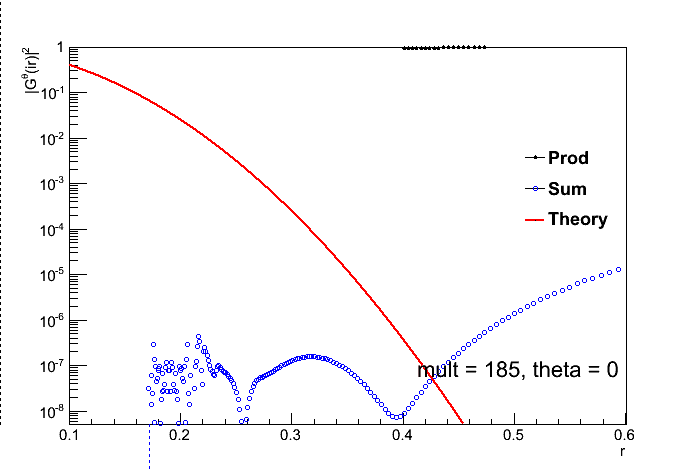 |G^θ(ir)|²
1
10⁻¹
10⁻²
10⁻³
10⁻⁴
10⁻⁵
10⁻⁶
10⁻⁷
10⁻⁸
Prod
Sum
Theory
mult = 185, theta = 0
0.1 0.2 0.3 0.4 0.5 0.6
r